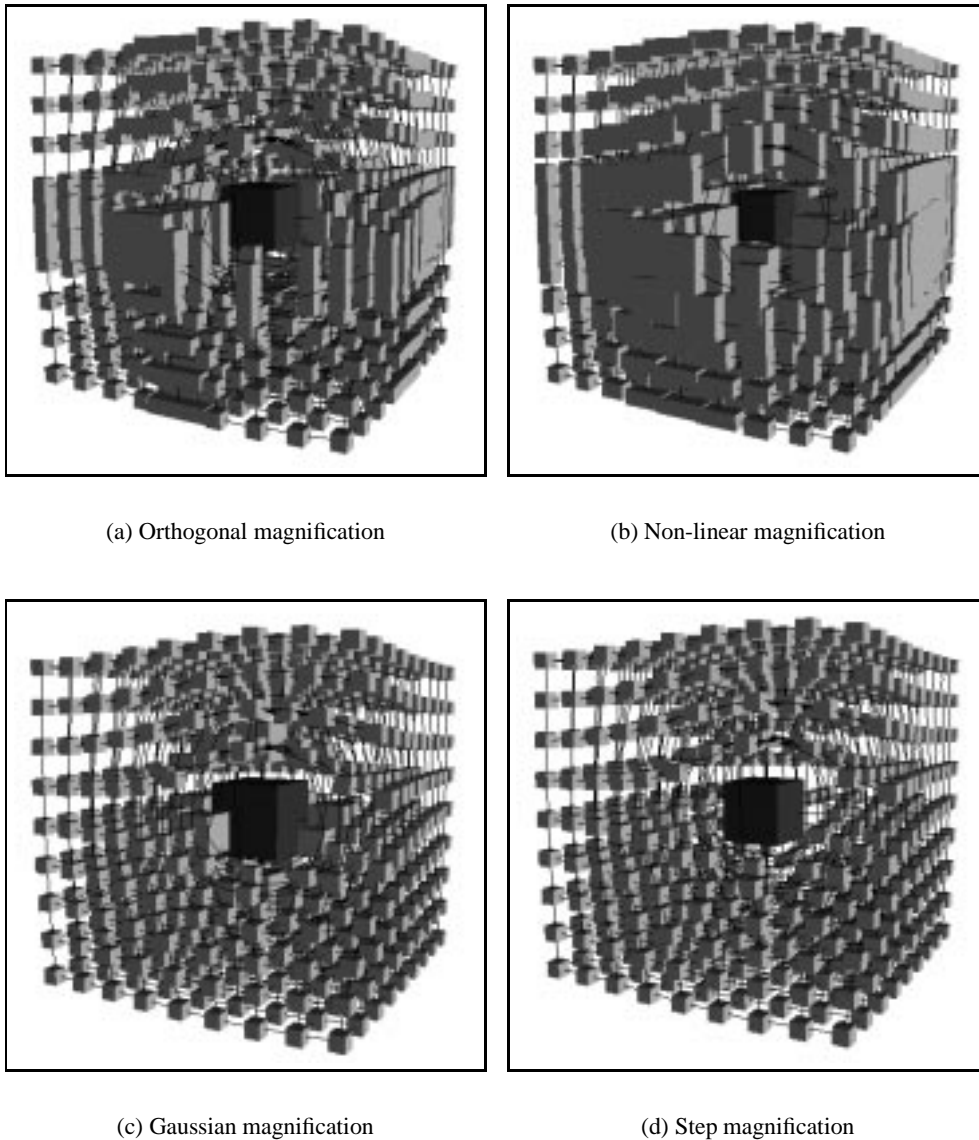 (a) Orthogonal magnification
(b) Non-linear magnification
(c) Gaussian magnification
(d) Step magnification